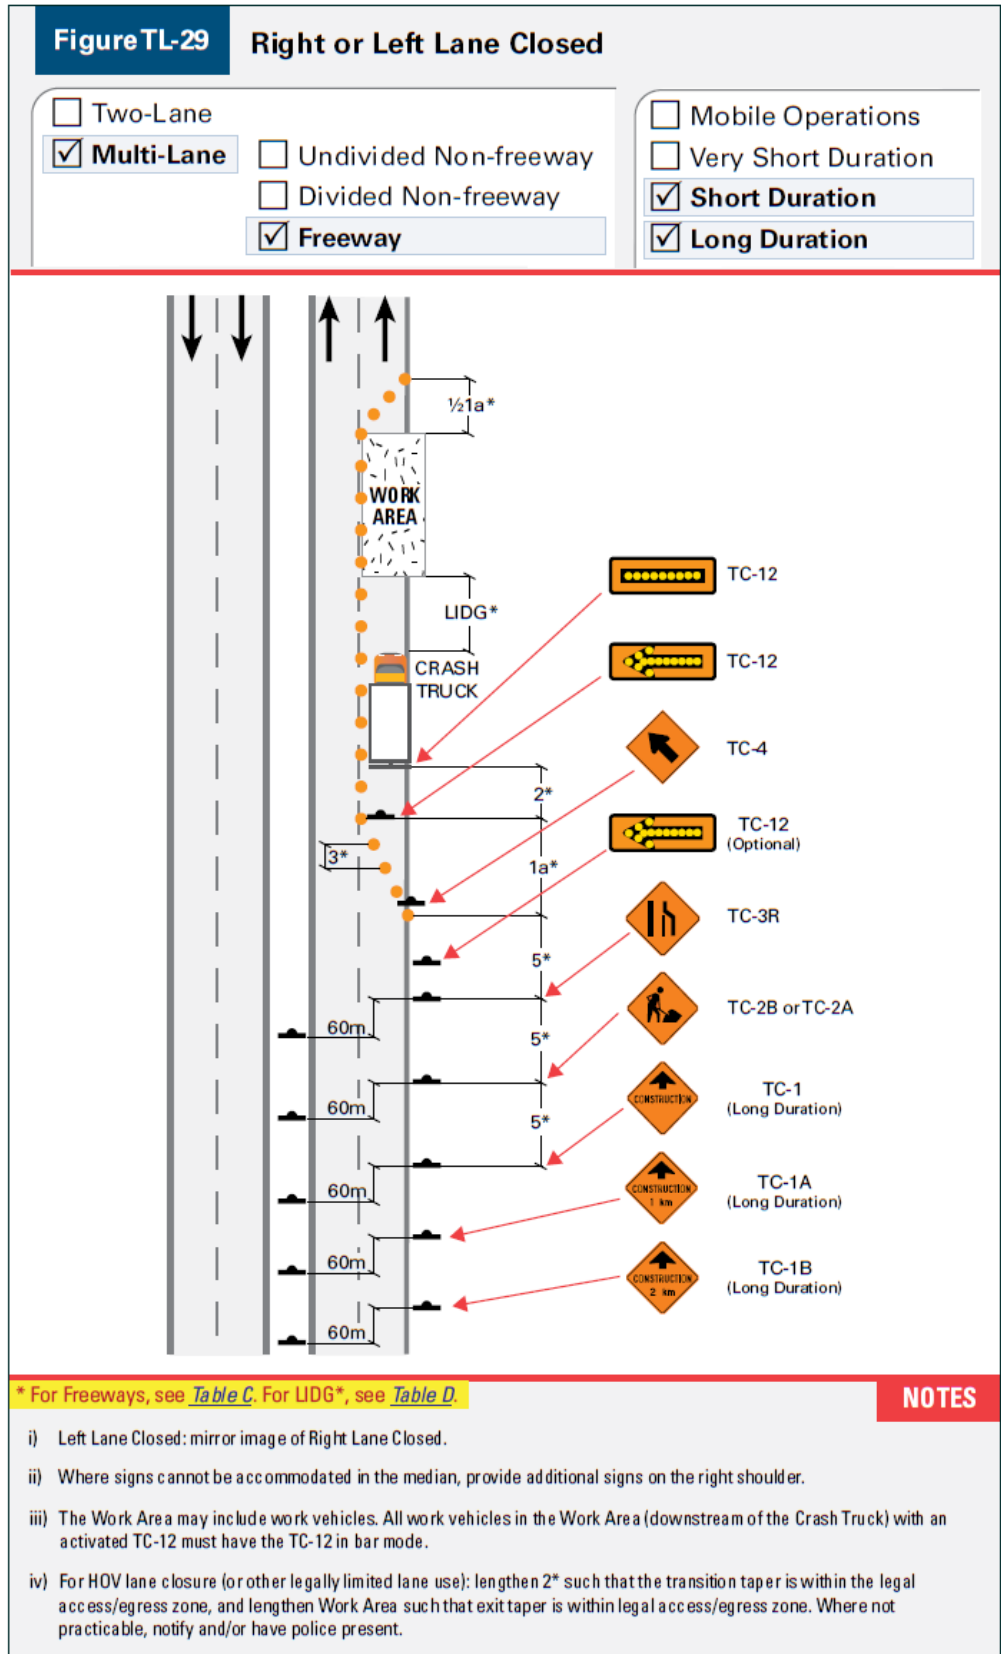 Figure TL-29
Right or Left Lane Closed
Two-Lane
Multi-Lane
Undivided Non-freeway
Divided Non-freeway
Freeway
Mobile Operations
Very Short Duration
Short Duration
Long Duration
½1a*
WORK
AREA
LIDG*
CRASH
TRUCK
TC-12
TC-12
TC-4
2*
TC-12
(Optional)
3*
1a*
TC-3R
5*
60m
TC-2B or TC-2A
5*
60m
CONSTRUCTION
TC-1
(Long Duration)
5*
60m
CONSTRUCTION
1 km
TC-1A
(Long Duration)
60m
CONSTRUCTION
2 km
TC-1B
(Long Duration)
60m
* For Freeways, see Table C. For LIDG*, see Table D.
NOTES
i) Left Lane Closed: mirror image of Right Lane Closed.
ii) Where signs cannot be accommodated in the median, provide additional signs on the right shoulder.
iii) The Work Area may include work vehicles. All work vehicles in the Work Area (downstream of the Crash Truck) with an
activated TC-12 must have the TC-12 in bar mode.
iv) For HOV lane closure (or other legally limited lane use): lengthen 2* such that the transition taper is within the legal
access/egress zone, and lengthen Work Area such that exit taper is within legal access/egress zone. Where not
practicable, notify and/or have police present.